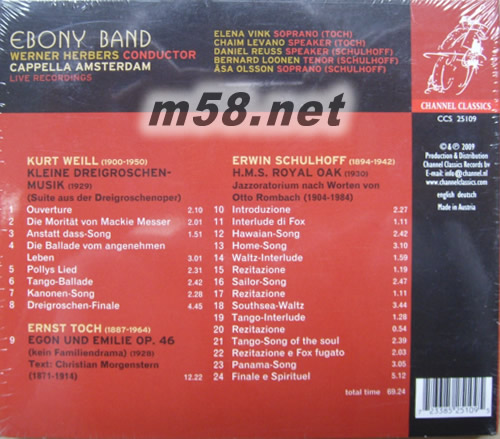 EBONY BAND
WERNER HERBERS CONDUCTOR
CAPPELLA AMSTERDAM
LIVE RECORDINGS
ELENA VINK SOPRANO (TOCH)
CHAIM LEVANO SPEAKER (TOCH)
DANIEL REUSS SPEAKER (SCHULHOFF)
BERNARD LOONEN TENOR (SCHULHOFF)
ÅSA OLSSON SOPRANO (SCHULHOFF)
CHANNEL CLASSICS
CCS 25109
m58.net
℗ & © 2009
Production & Distribution
Channel Classics Records bv
E-mail: info@channel.nl
www.channelclassics.com
english deutsch
Made in Austria
KURT WEILL (1900-1950)
KLEINE DREIGROSCHEN-
MUSIK (1929)
(Suite aus der Dreigroschenoper)
1 Ouverture 2.10
2 Die Morität von Mackie Messer 2.01
3 Anstatt dass-Song 1.51
4 Die Ballade vom angenehmen
Leben 3.01
5 Pollys Lied 2.31
6 Tango-Ballade 2.42
7 Kanonen-Song 2.31
8 Dreigroschen-Finale 4.45
ERNST TOCH (1887-1964)
9 EGON UND EMILIE OP. 46
(kein Familiendrama) (1928)
Text: Christian Morgenstern
(1871-1914) 12.22
ERWIN SCHULHOFF (1894-1942)
H.M.S. ROYAL OAK (1930)
Jazzoratorium nach Worten von
Otto Rombach (1904-1984)
10 Introduzione 2.27
11 Interlude di Fox 1.11
12 Hawaian-Song 2.42
13 Home-Song 3.10
14 Waltz-Interlude 1.59
15 Rezitazione 1.19
16 Sailor-Song 2.47
17 Rezitazione 1.51
18 Southsea-Waltz 3.44
19 Tango-Interlude 1.39
20 Rezitazione 0.54
21 Tango-Song of the soul 2.39
22 Rezitazione e Fox fugato 2.03
23 Panama-Song 3.05
24 Finale e Spirituel 5.12
total time 69.24
7 23385 25109 5